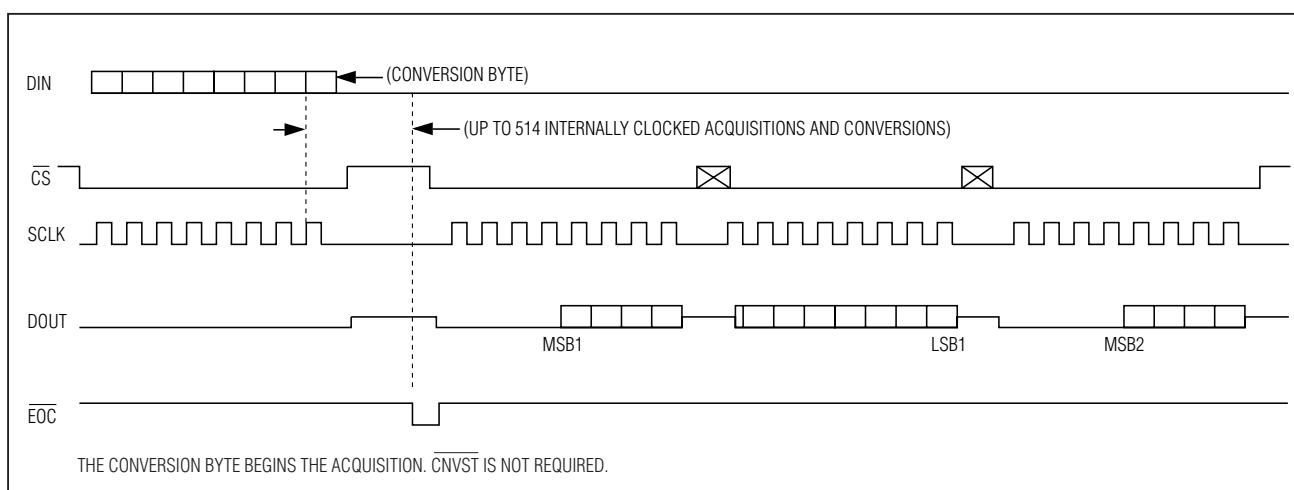 DIN
(CONVERSION BYTE)
(UP TO 514 INTERNALLY CLOCKED ACQUISITIONS AND CONVERSIONS)
CS
SCLK
DOUT
MSB1
LSB1
MSB2
EOC
THE CONVERSION BYTE BEGINS THE ACQUISITION. CNVST IS NOT REQUIRED.